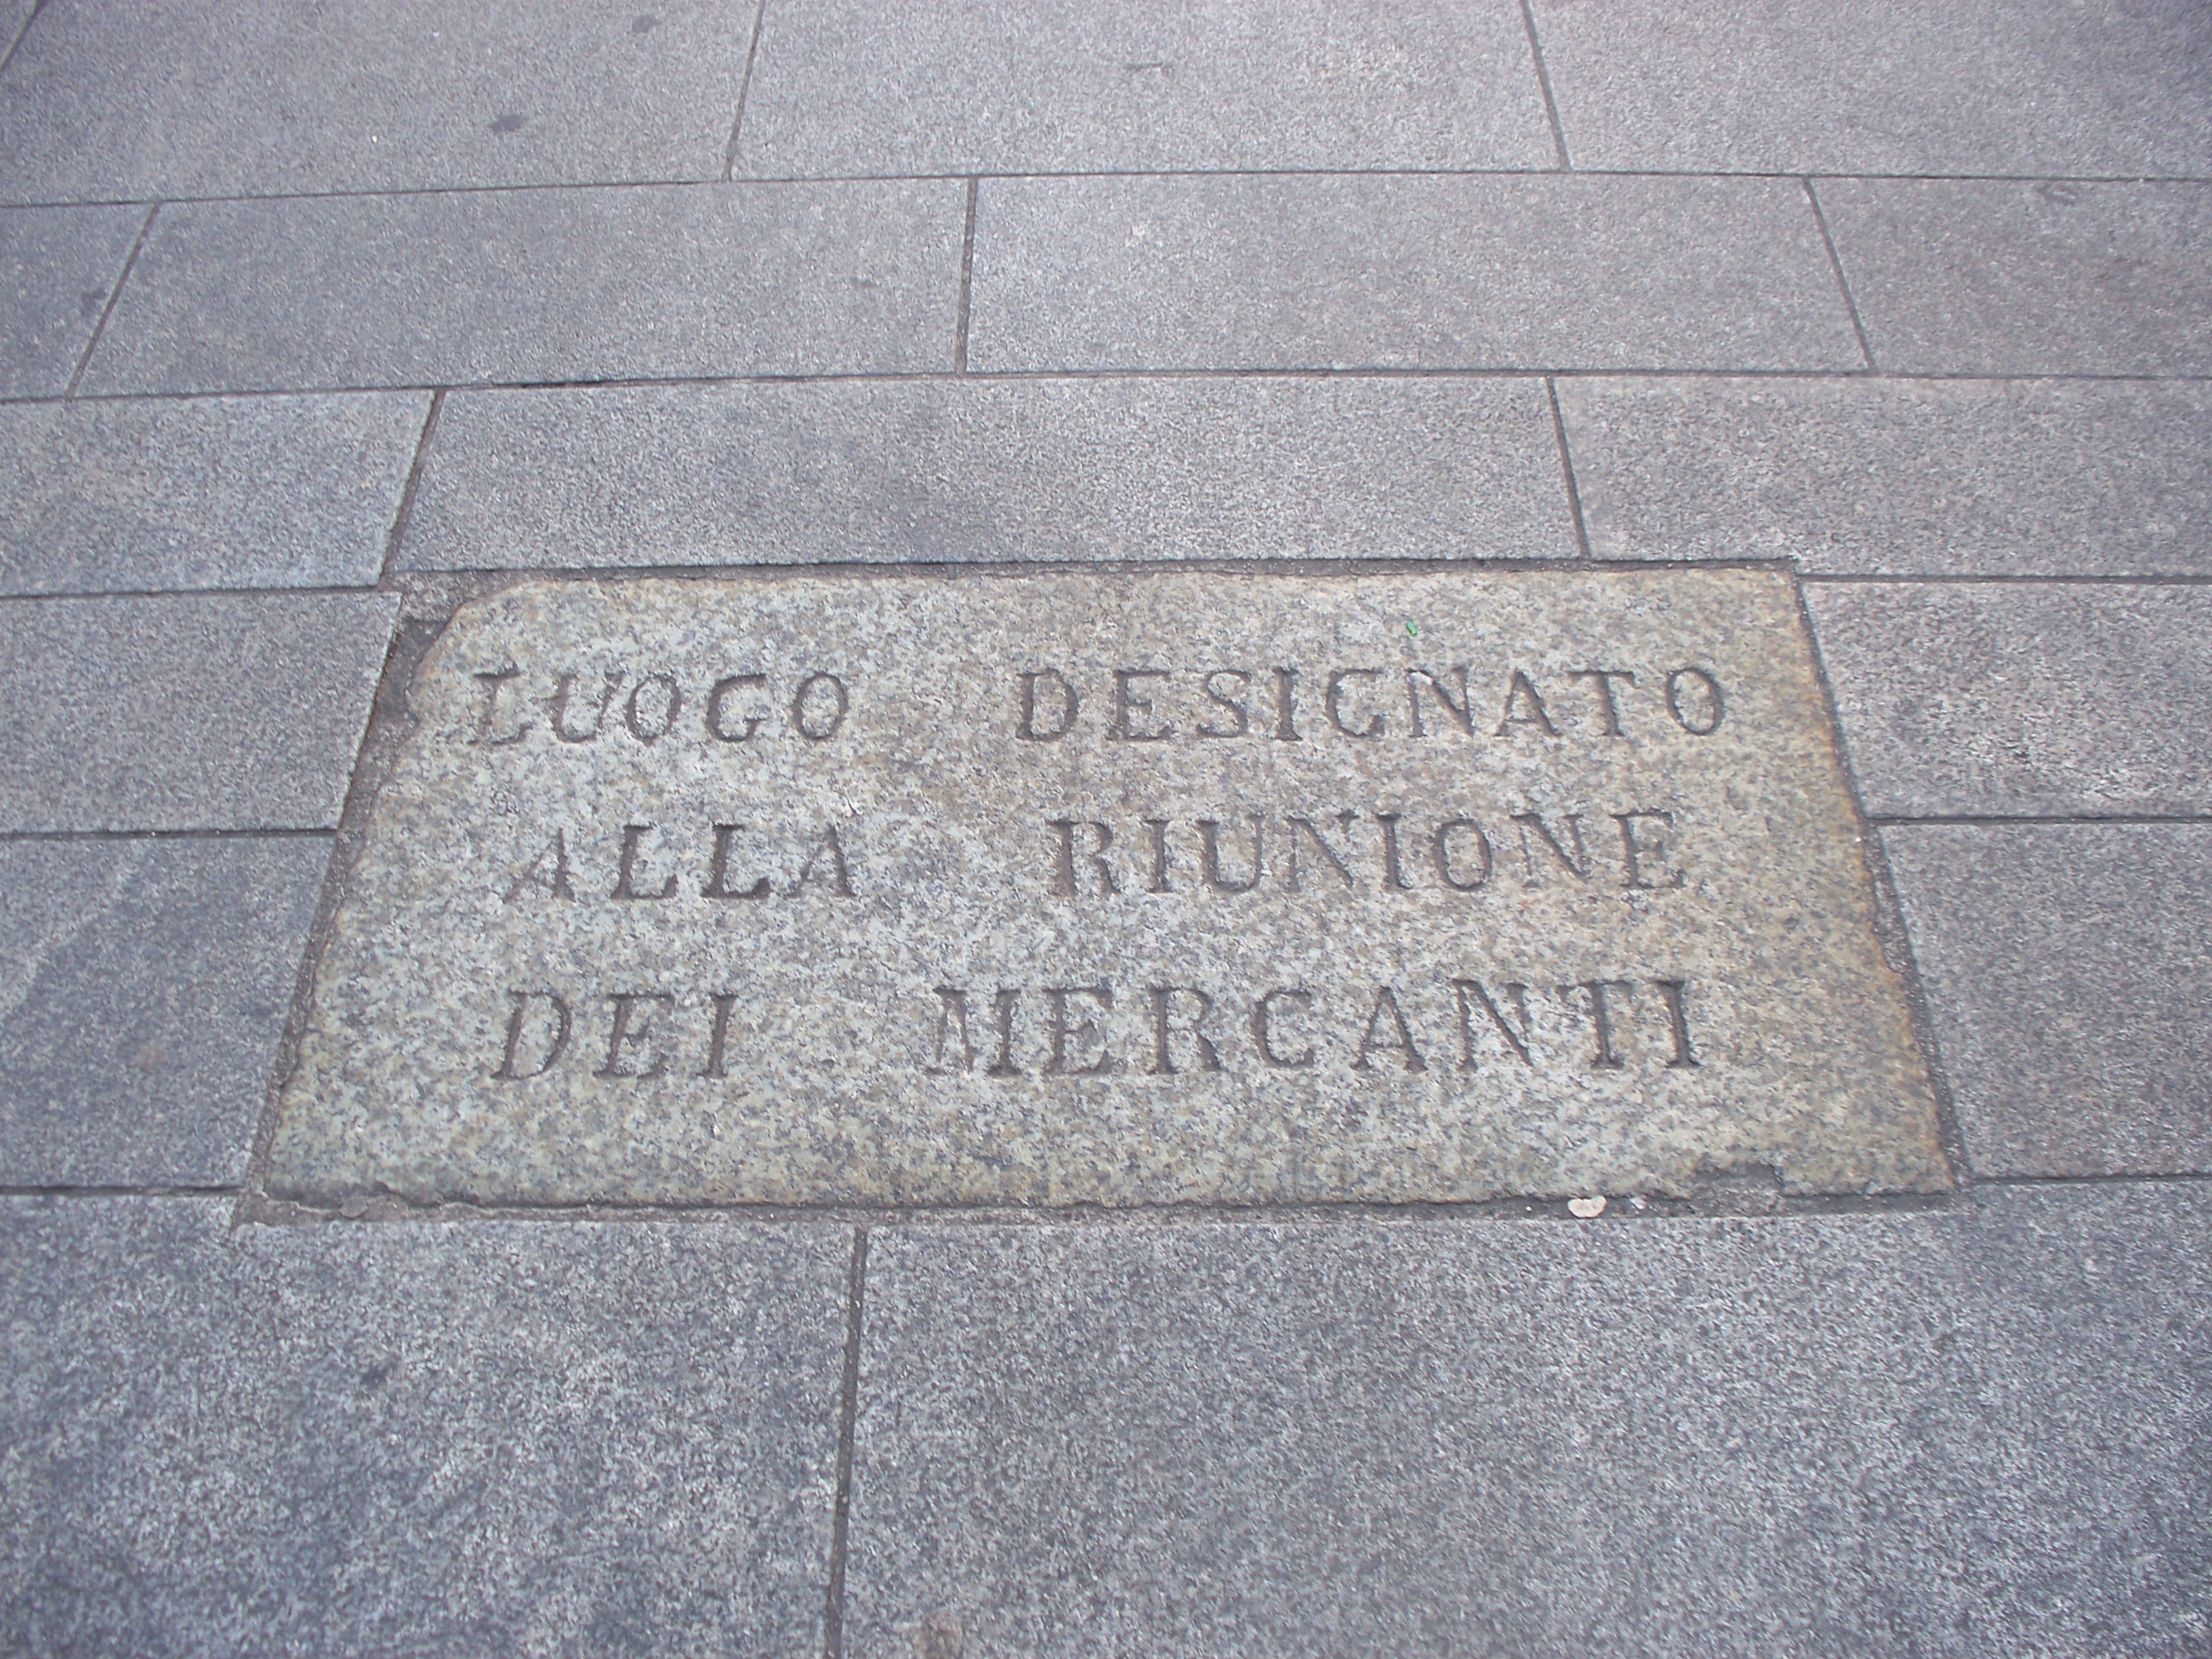 LUOGO DESIGNATO
ALLA RIUNIONE
DEI MERCANTI